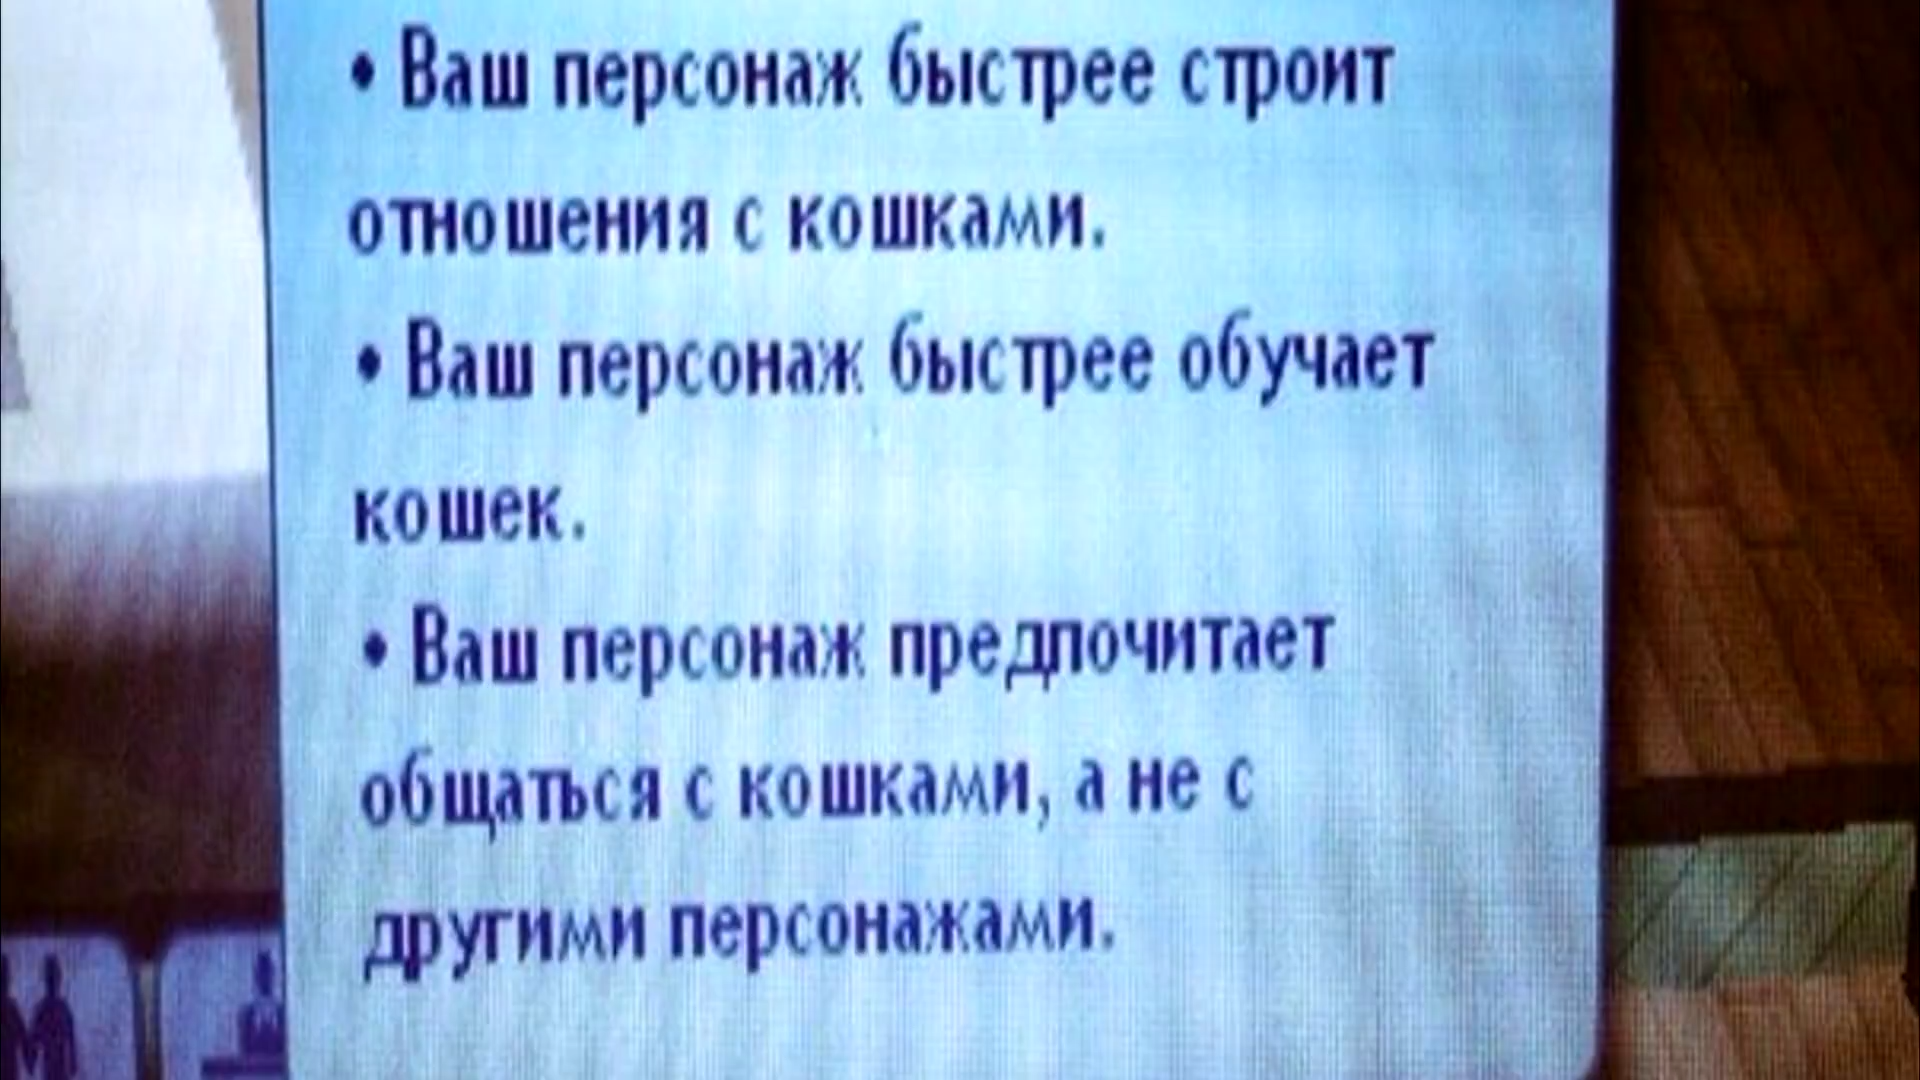 • Ваш персонаж быстрее строит
отношения с кошками.
• Ваш персонаж быстрее обучает
кошек.
• Ваш персонаж предпочитает
общаться с кошками, а не с
другими персонажами.